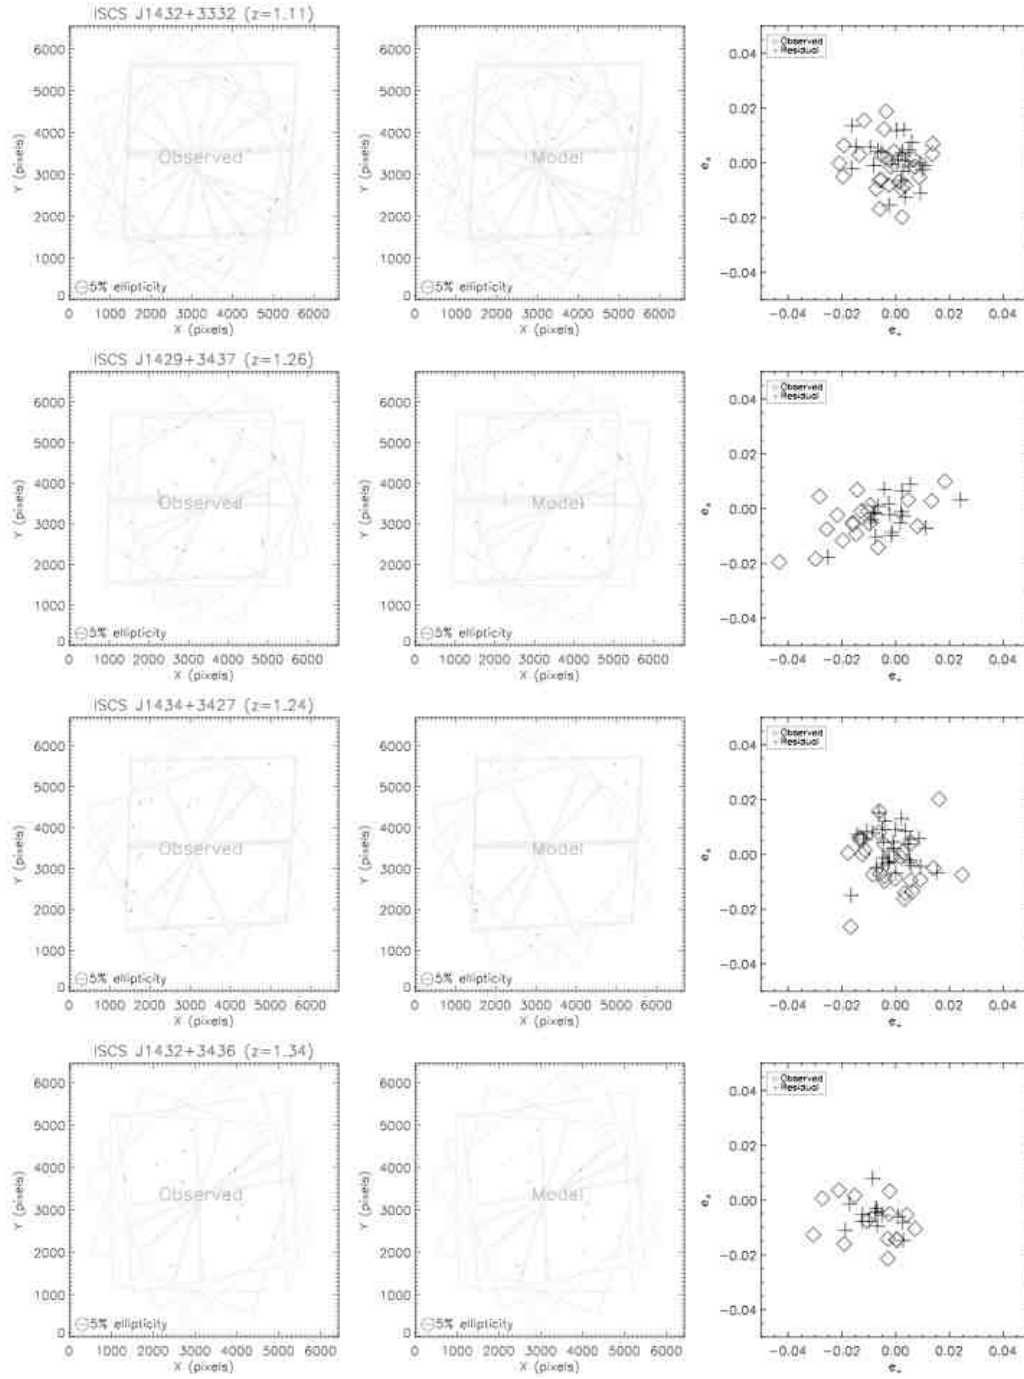 ISCS J1432+3332 (z=1.11)
6000
5000
4000
3000
2000
1000
0
Y (pixels)
Observed
5% ellipticity
0 1000 2000 3000 4000 5000 6000
X (pixels)
6000
5000
4000
3000
2000
1000
0
Y (pixels)
Model
5% ellipticity
0 1000 2000 3000 4000 5000 6000
X (pixels)
Observed
Residual
0.04
0.02
0.00
-0.02
-0.04
-0.04 -0.02 0.00 0.02 0.04
e+
ISCS J1429+3437 (z=1.26)
6000
5000
4000
3000
2000
1000
0
Y (pixels)
Observed
5% ellipticity
0 1000 2000 3000 4000 5000 6000
X (pixels)
6000
5000
4000
3000
2000
1000
0
Y (pixels)
Model
5% ellipticity
0 1000 2000 3000 4000 5000 6000
X (pixels)
Observed
Residual
0.04
0.02
0.00
-0.02
-0.04
-0.04 -0.02 0.00 0.02 0.04
e+
ISCS J1434+3427 (z=1.24)
6000
5000
4000
3000
2000
1000
0
Y (pixels)
Observed
5% ellipticity
0 1000 2000 3000 4000 5000 6000
X (pixels)
6000
5000
4000
3000
2000
1000
0
Y (pixels)
Model
5% ellipticity
0 1000 2000 3000 4000 5000 6000
X (pixels)
Observed
Residual
0.04
0.02
0.00
-0.02
-0.04
-0.04 -0.02 0.00 0.02 0.04
e+
ISCS J1432+3436 (z=1.34)
6000
5000
4000
3000
2000
1000
0
Y (pixels)
Observed
5% ellipticity
0 1000 2000 3000 4000 5000 6000
X (pixels)
6000
5000
4000
3000
2000
1000
0
Y (pixels)
Model
5% ellipticity
0 1000 2000 3000 4000 5000 6000
X (pixels)
Observed
Residual
0.04
0.02
0.00
-0.02
-0.04
-0.04 -0.02 0.00 0.02 0.04
e+